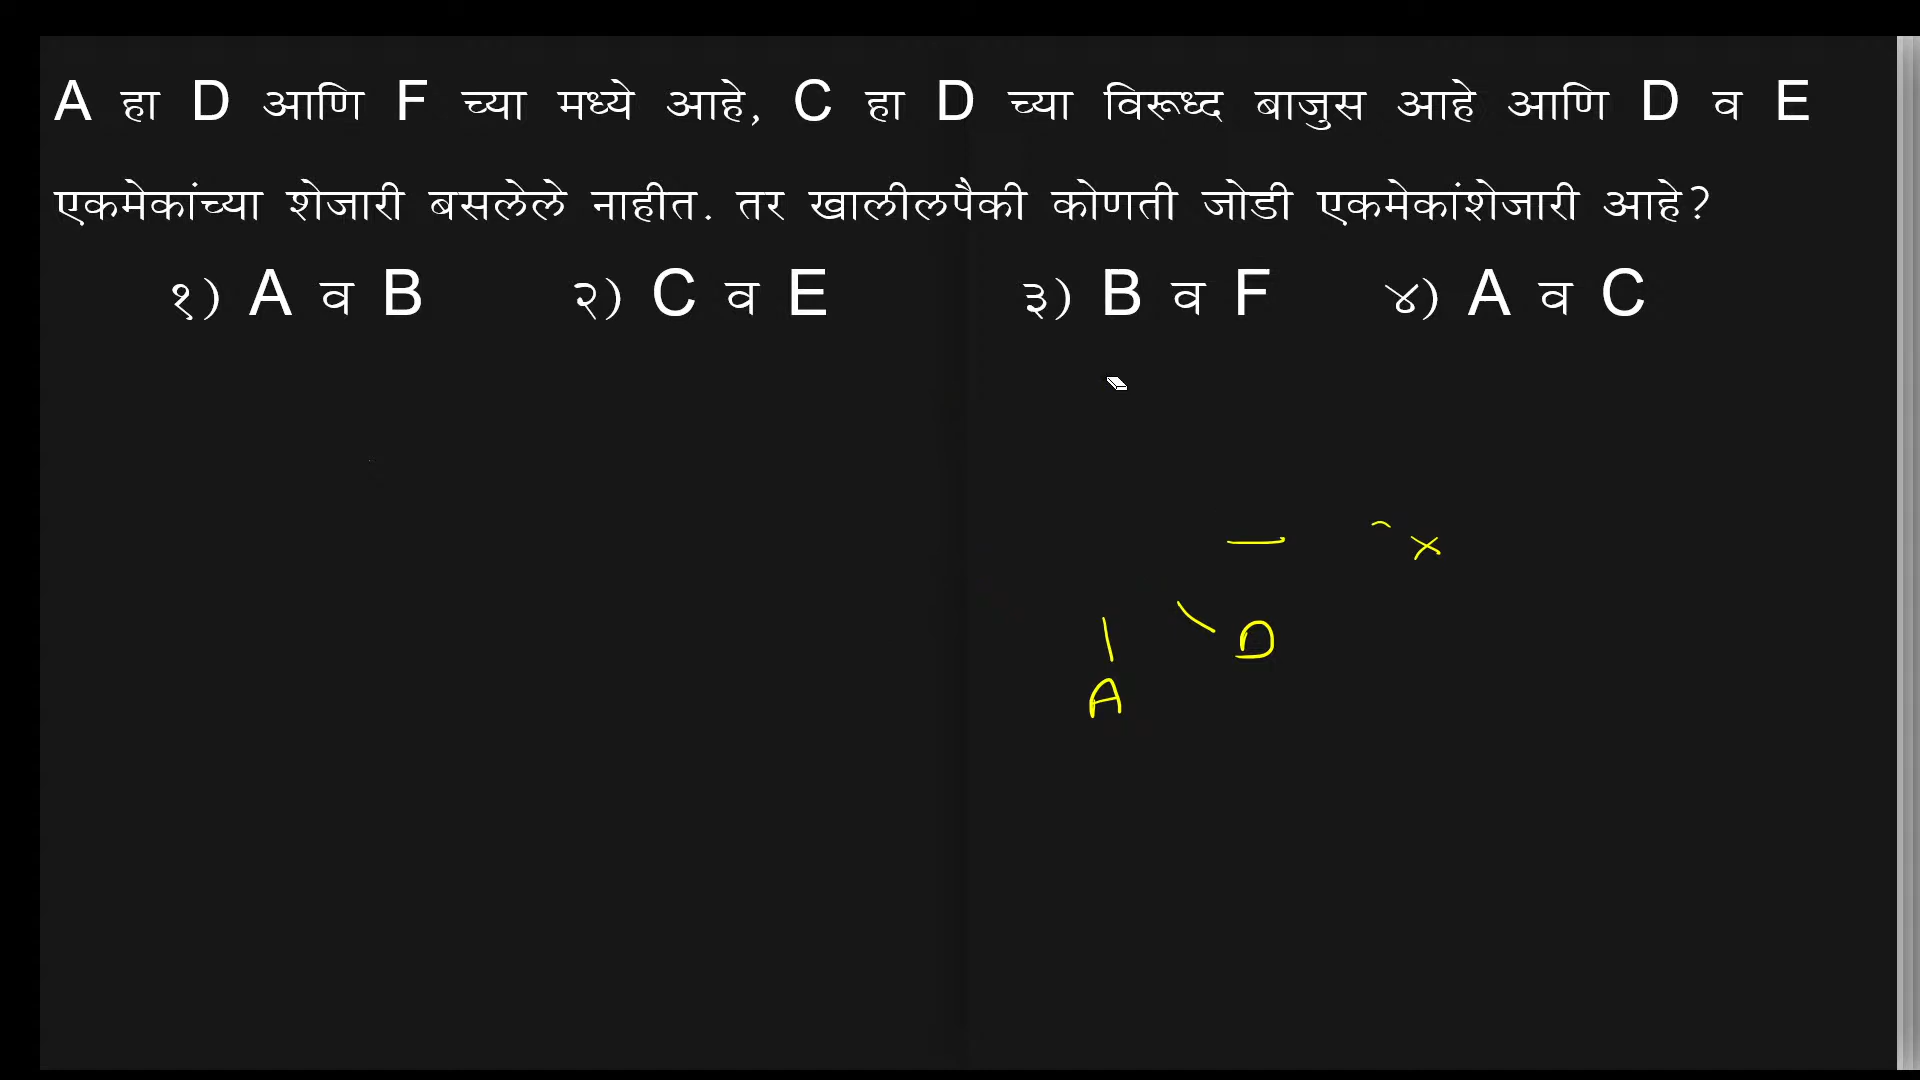 A हा D आणि F च्या मध्ये आहे, C हा D च्या विरूध्द बाजुस आहे आणि D व E
एकमेकांच्या शेजारी बसलेले नाहीत. तर खालीलपैकी कोणती जोडी एकमेकांशेजारी आहे?
१) A व B २) C व E ३) B व F ४) A व C
D
A